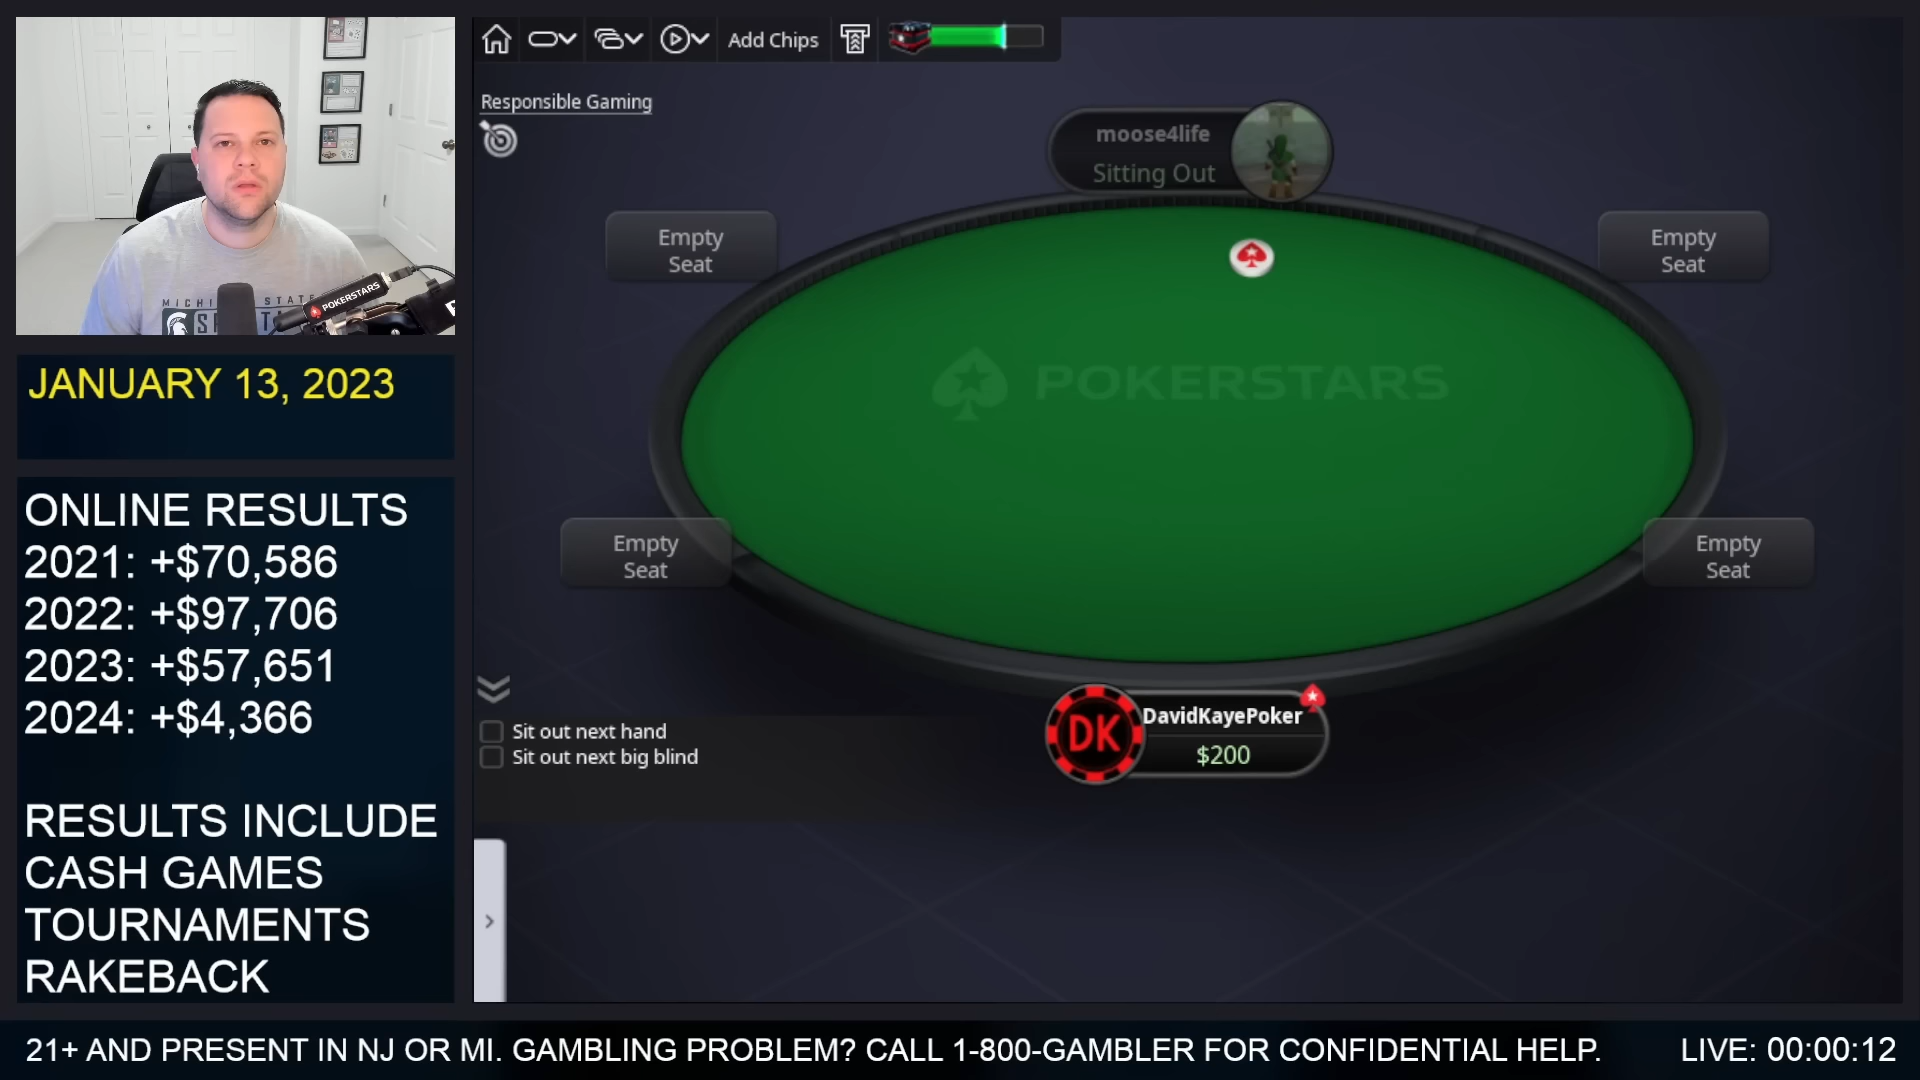 Add Chips
Responsible Gaming
moose4life
Sitting Out
Empty
Seat
Empty
Seat
POKERSTARS
Empty
Seat
Empty
Seat
Sit out next hand
Sit out next big blind
DK
DavidKayePoker
$200
POKERSTARS
JANUARY 13, 2023
ONLINE RESULTS
2021: +$70,586
2022: +$97,706
2023: +$57,651
2024: +$4,366
RESULTS INCLUDE
CASH GAMES
TOURNAMENTS
RAKEBACK
21+ AND PRESENT IN NJ OR MI. GAMBLING PROBLEM? CALL 1-800-GAMBLER FOR CONFIDENTIAL HELP.
LIVE: 00:00:12